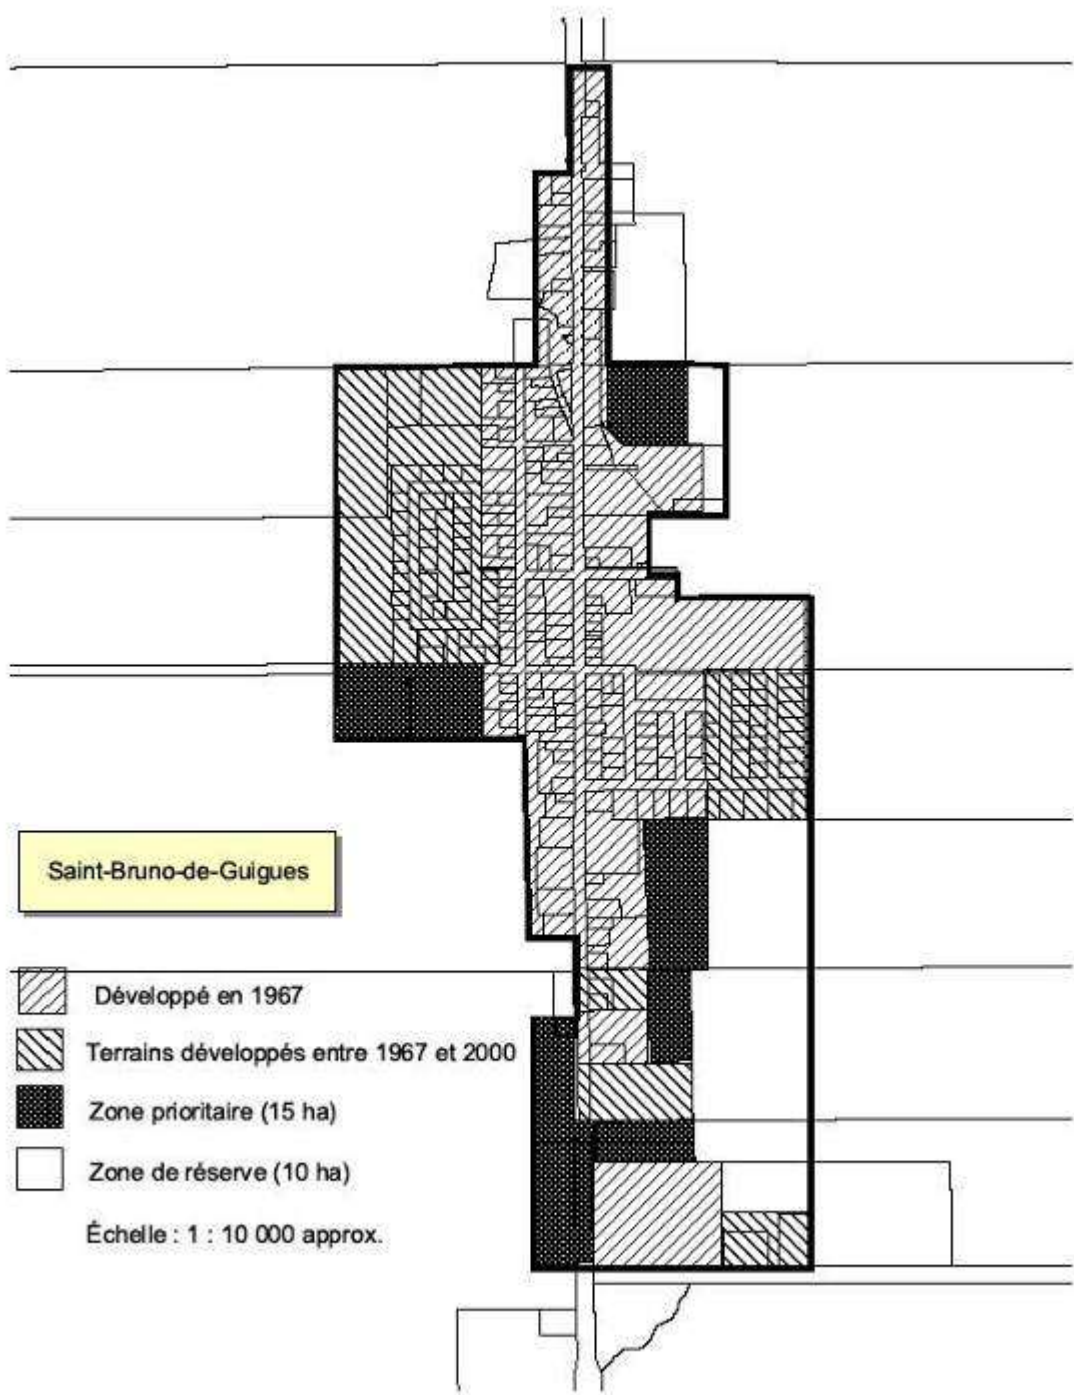 Saint-Bruno-de-Guigues
Développé en 1967
Terrains développés entre 1967 et 2000
Zone prioritaire (15 ha)
Zone de réserve (10 ha)
Échelle : 1 : 10 000 approx.